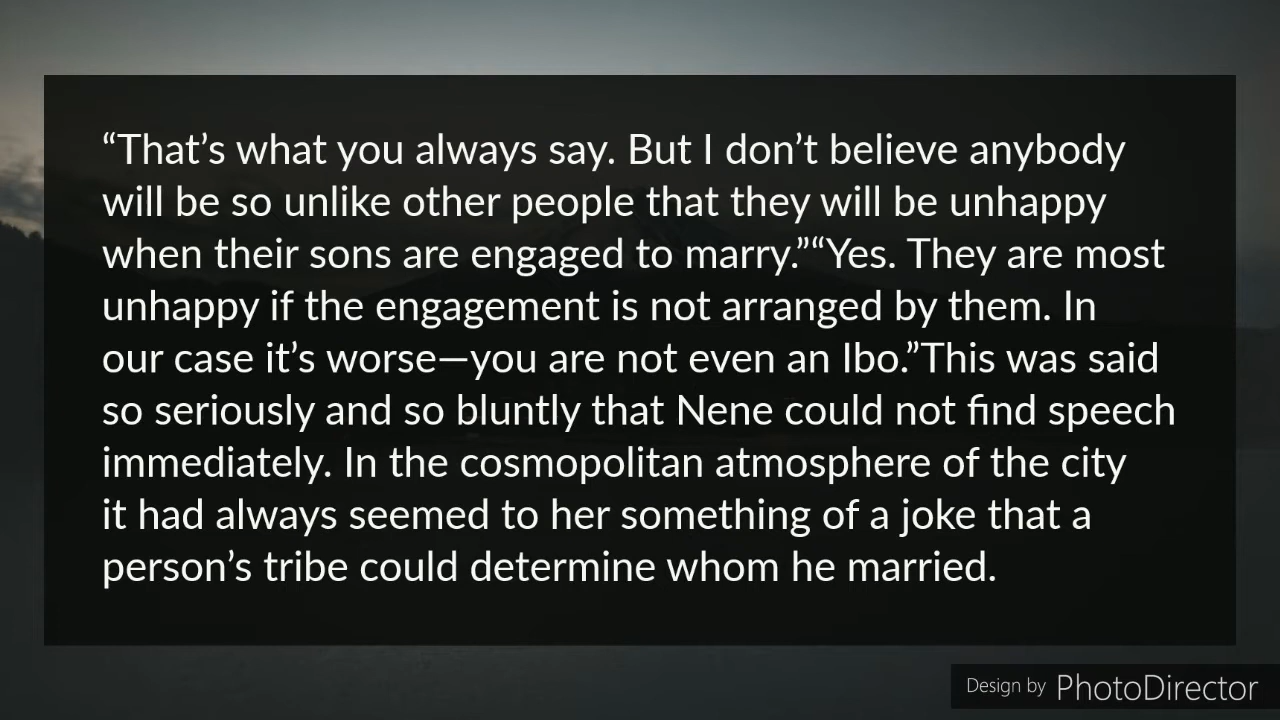 “That’s what you always say. But I don’t believe anybody
will be so unlike other people that they will be unhappy
when their sons are engaged to marry.”“Yes. They are most
unhappy if the engagement is not arranged by them. In
our case it’s worse—you are not even an Ibo.”This was said
so seriously and so bluntly that Nene could not find speech
immediately. In the cosmopolitan atmosphere of the city
it had always seemed to her something of a joke that a
person’s tribe could determine whom he married.
Design by PhotoDirector